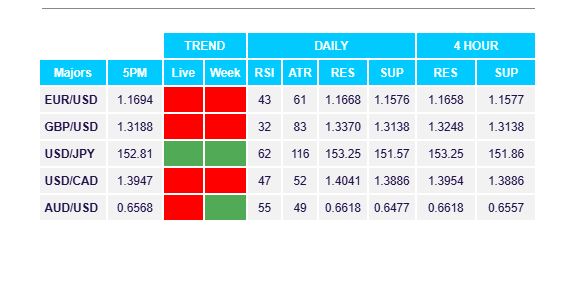 TREND DAILY 4 HOUR
Majors 5PM Live Week RSI ATR RES SUP RES SUP
EUR/USD 1.1694 43 61 1.1668 1.1576 1.1658 1.1577
GBP/USD 1.3188 32 83 1.3370 1.3138 1.3248 1.3138
USD/JPY 152.81 62 116 153.25 151.57 153.25 151.86
USD/CAD 1.3947 47 52 1.4041 1.3886 1.3954 1.3886
AUD/USD 0.6568 55 49 0.6618 0.6477 0.6618 0.6557